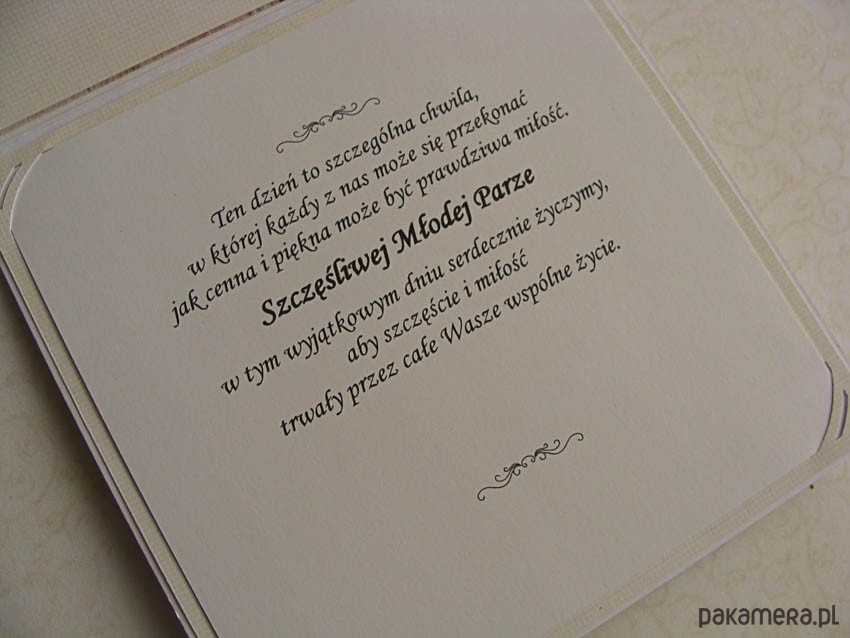 Ten dzień to szczególna chwila,
w której każdy z nas może się przekonać
jak cenna i piękna może być prawdziwa miłość.
Szczęśliwej Młodej Parze
w tym wyjątkowym dniu serdecznie życzymy,
aby szczęście i miłość
trwały przez całe Wasze wspólne życie.
pakamera.pl